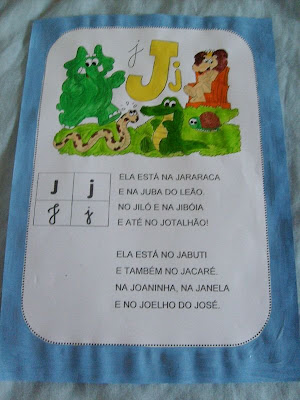 j J j
J j
J j
ELA ESTÁ NA JARARACA
E NA JUBA DO LEÃO.
NO JILÓ E NA JIBÓIA
E ATÉ NO JOTALHÃO!
ELA ESTÁ NO JABUTI
E TAMBÉM NO JACARÉ.
NA JOANINHA, NA JANELA
E NO JOELHO DO JOSÉ.